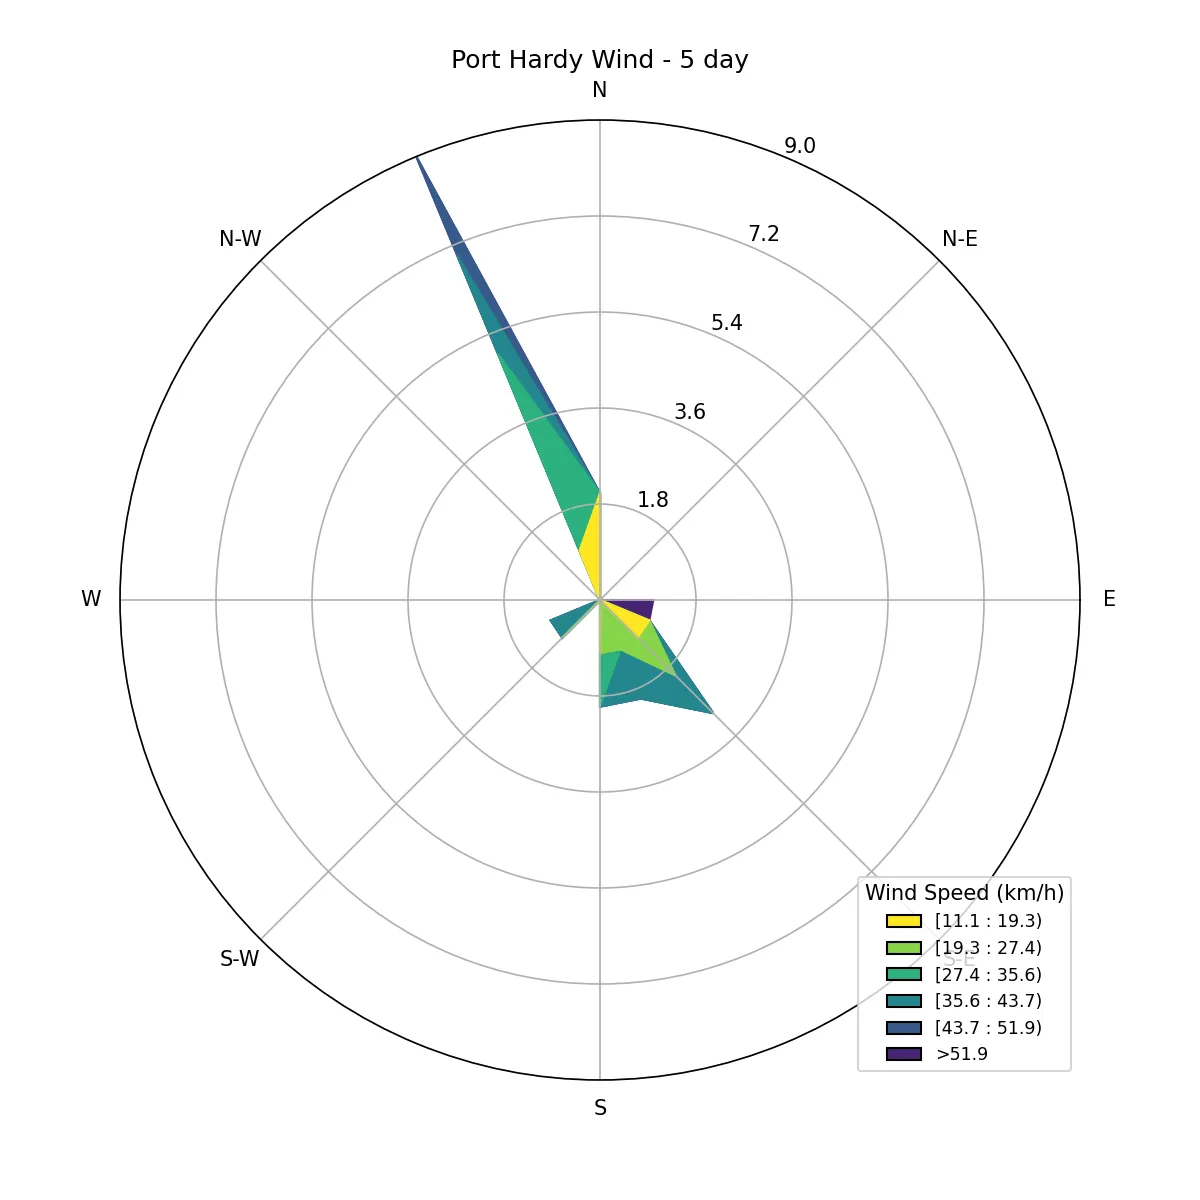 Port Hardy Wind - 5 day
N
9.0
N-W
N-E
7.2
5.4
3.6
1.8
W
E
S-W
S-E
S
Wind Speed (km/h)
[11.1 : 19.3)
[19.3 : 27.4)
[27.4 : 35.6)
[35.6 : 43.7)
[43.7 : 51.9)
>51.9